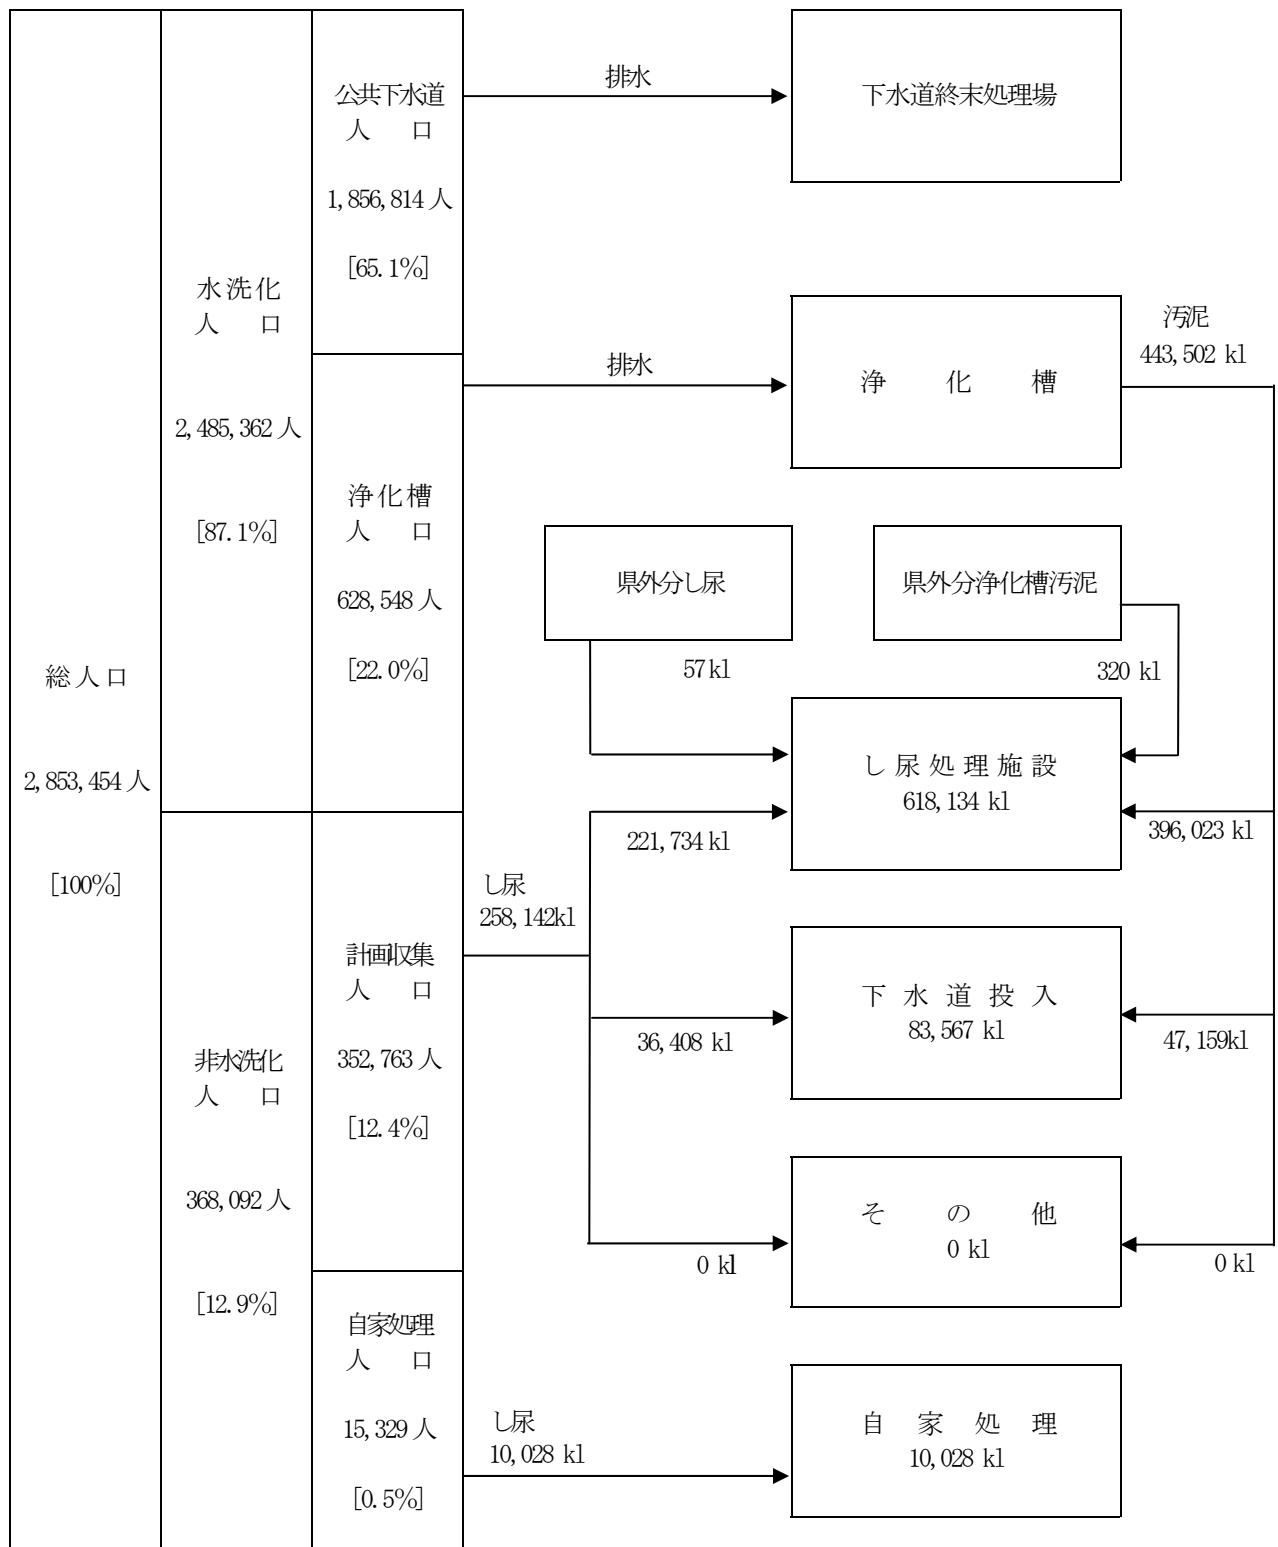 総人口
2,853,454人
[100%]
水洗化
人 口
2,485,362人
[87.1%]
非水洗化
人 口
368,092人
[12.9%]
公共下水道
人 口
1,856,814人
[65.1%]
浄化槽
人 口
628,548人
[22.0%]
計画収集
人 口
352,763人
[12.4%]
自家処理
人 口
15,329人
[0.5%]
排水
下水道終末処理場
排水
浄 化 槽
汚泥
443,502 kl
県外分し尿
57kl
県外分浄化槽汚泥
320 kl
し尿処理施設
618,134 kl
221,734 kl
396,023 kl
し尿
258,142kl
下水道投入
83,567 kl
36,408 kl
47,159kl
そ の 他
0 kl
0 kl
0 kl
し尿
10,028 kl
自家処理
10,028 kl